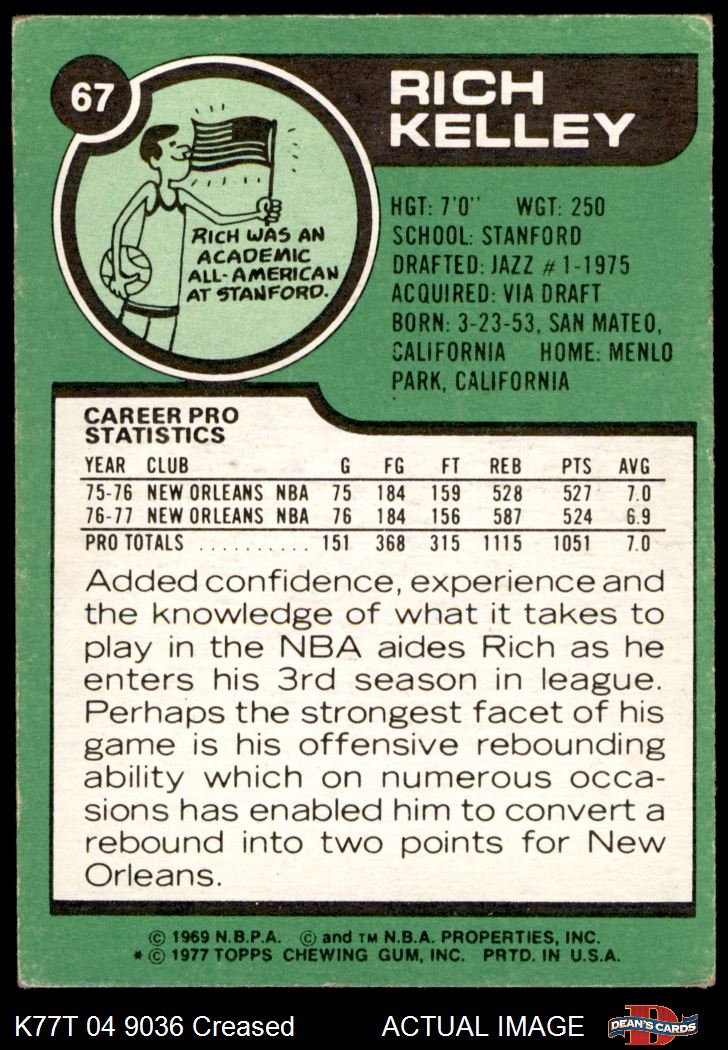 67
RICH
KELLEY
RICH WAS AN
ACADEMIC
ALL-AMERICAN
AT STANFORD.
HGT: 7'0'' WGT: 250
SCHOOL: STANFORD
DRAFTED: JAZZ #1-1975
ACQUIRED: VIA DRAFT
BORN: 3-23-53, SAN MATEO,
CALIFORNIA HOME: MENLO
PARK, CALIFORNIA
CAREER PRO
STATISTICS
YEAR CLUB G FG FT REB PTS AVG
75-76 NEW ORLEANS NBA 75 184 159 528 527 7.0
76-77 NEW ORLEANS NBA 76 184 156 587 524 6.9
PRO TOTALS .......... 151 368 315 1115 1051 7.0
Added confidence, experience and
the knowledge of what it takes to
play in the NBA aides Rich as he
enters his 3rd season in league.
Perhaps the strongest facet of his
game is his offensive rebounding
ability which on numerous occa-
sions has enabled him to convert a
rebound into two points for New
Orleans.
© 1969 N.B.P.A. © and TM N.B.A. PROPERTIES, INC.
* © 1977 TOPPS CHEWING GUM, INC. PRTD. IN U.S.A.
K77T 04 9036 Creased ACTUAL IMAGE
D
DEAN'S CARDS